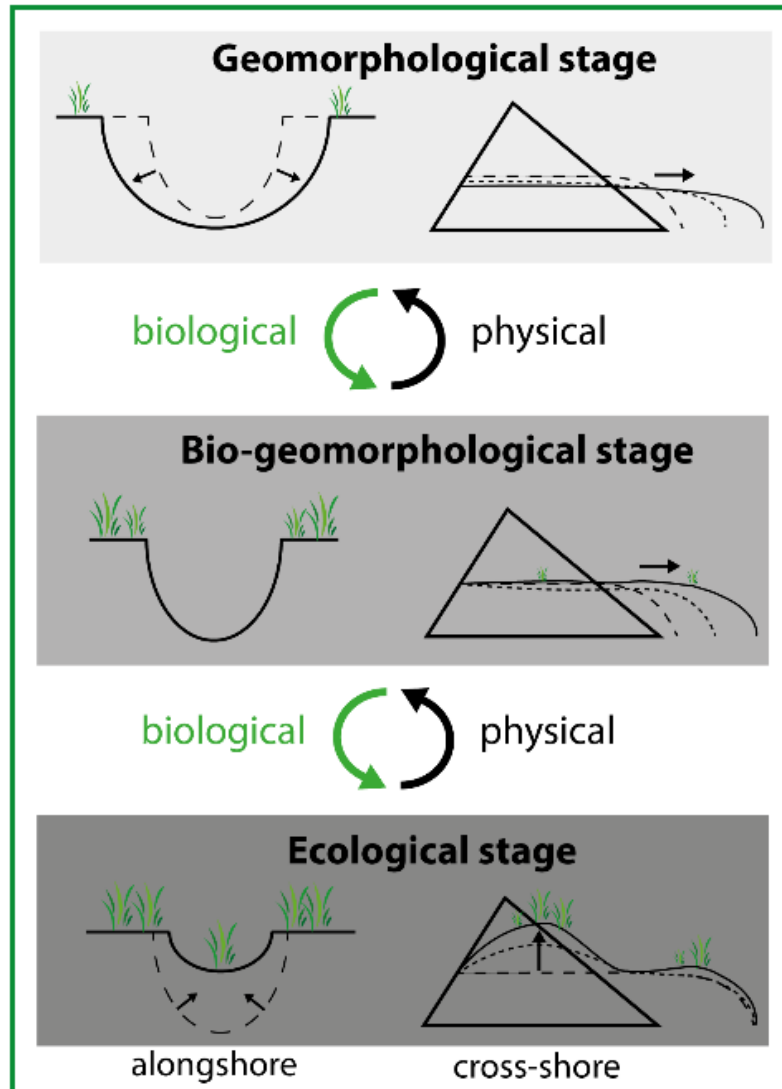 Geomorphological stage
biological
physical
Bio-geomorphological stage
biological
physical
Ecological stage
alongshore
cross-shore